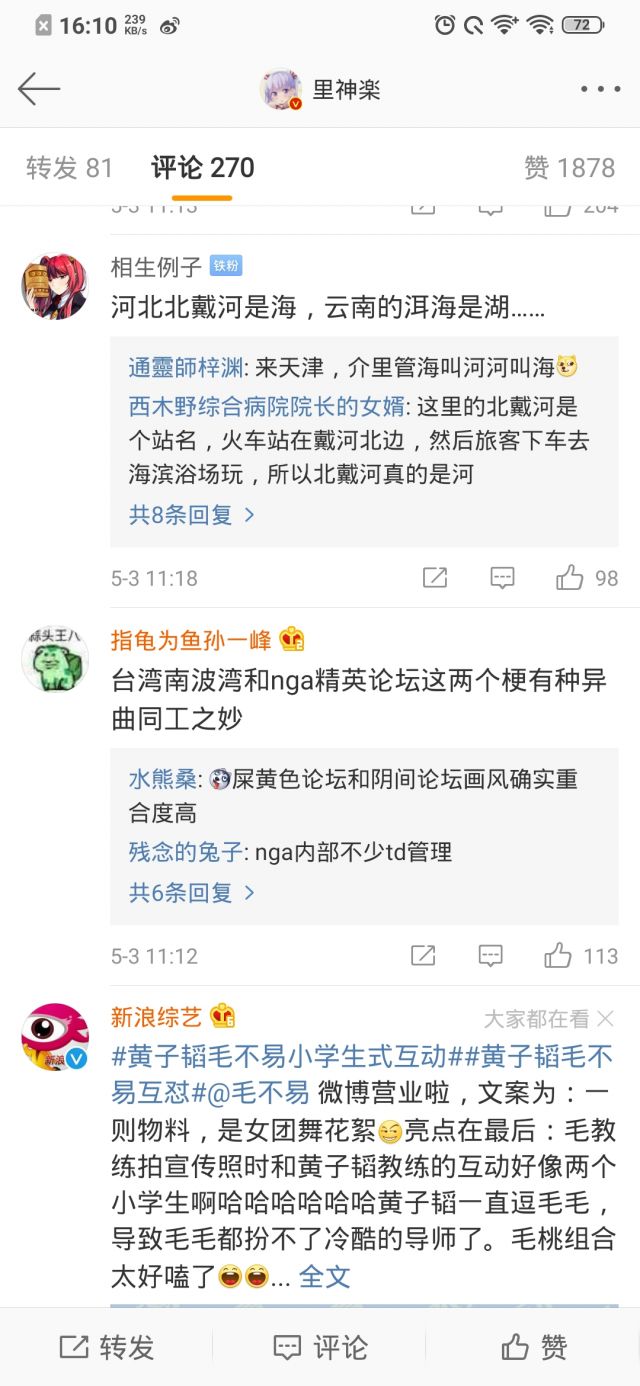 16:10 239 KB/s 72
里神楽
转发 81 评论 270 赞 1878
5-3 11:13 204
相生例子 铁粉
河北北戴河是海，云南的洱海是湖......
通靈師梓渊: 来天津，介里管海叫河河叫海
西木野综合病院院长的女婿: 这里的北戴河是
个站名，火车站在戴河北边，然后旅客下车去
海滨浴场玩，所以北戴河真的是河
共8条回复 >
5-3 11:18 98
蒜头王八
指龟为鱼孙一峰
台湾南波湾和nga精英论坛这两个梗有种异
曲同工之妙
水熊桑: 屎黄色论坛和阴间论坛画风确实重
合度高
残念的兔子: nga内部不少td管理
共6条回复 >
5-3 11:12 113
新浪综艺 大家都在看
新浪
#黄子韬毛不易小学生式互动##黄子韬毛不
易互怼#@毛不易 微博营业啦，文案为：一
则物料，是女团舞花絮亮点在最后：毛教
练拍宣传照时和黄子韬教练的互动好像两个
小学生啊哈哈哈哈哈哈黄子韬一直逗毛毛，
导致毛毛都扮不了冷酷的导师了。毛桃组合
太好嗑了... 全文
转发 评论 赞